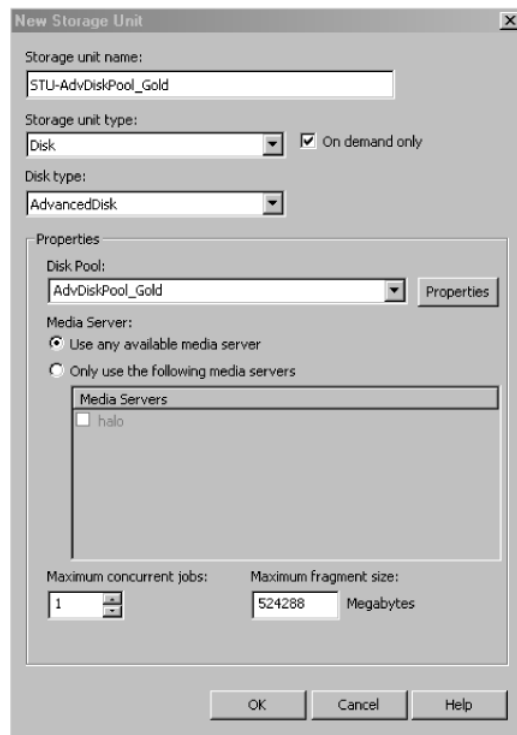 New Storage Unit
Storage unit name:
STU-AdvDiskPool_Gold
Storage unit type:
Disk
On demand only
Disk type:
AdvancedDisk
Properties
Disk Pool:
AdvDiskPool_Gold
Properties
Media Server:
Use any available media server
Only use the following media servers
Media Servers
halo
Maximum concurrent jobs:
Maximum fragment size:
1
524288
Megabytes
OK
Cancel
Help